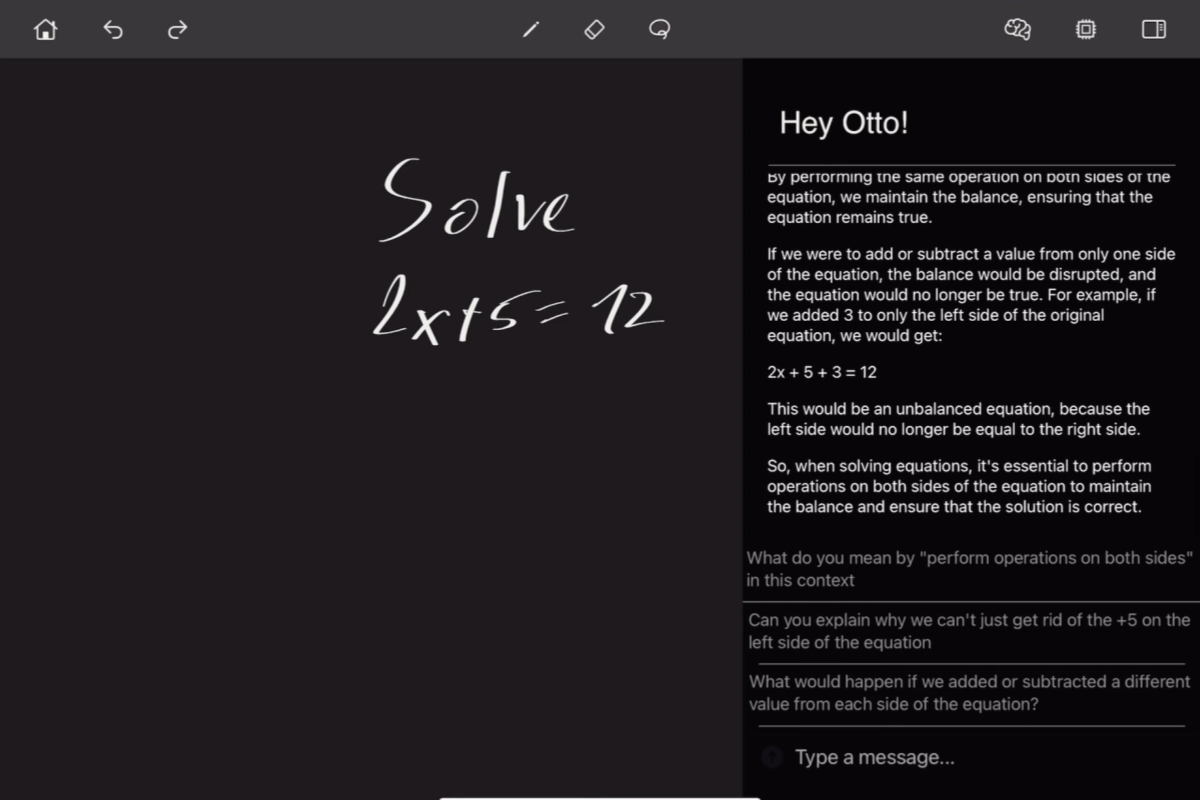 Solve
2x+5=12
Hey Otto!
By performing the same operation on both sides of the
equation, we maintain the balance, ensuring that the
equation remains true.
If we were to add or subtract a value from only one side
of the equation, the balance would be disrupted, and
the equation would no longer be true. For example, if
we added 3 to only the left side of the original
equation, we would get:
2x + 5 + 3 = 12
This would be an unbalanced equation, because the
left side would no longer be equal to the right side.
So, when solving equations, it's essential to perform
operations on both sides of the equation to maintain
the balance and ensure that the solution is correct.
What do you mean by "perform operations on both sides"
in this context
Can you explain why we can't just get rid of the +5 on the
left side of the equation
What would happen if we added or subtracted a different
value from each side of the equation?
Type a message...